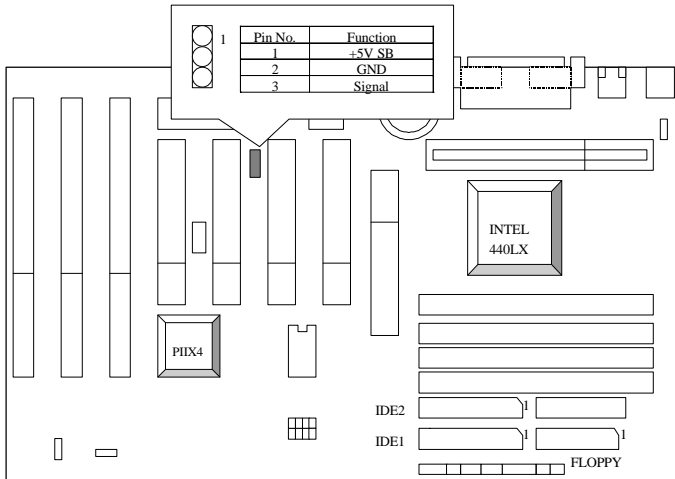 1
Pin No. Function
1 +5V SB
2 GND
3 Signal
INTEL
440LX
PIIX4
IDE2 1
IDE1 1 1
FLOPPY